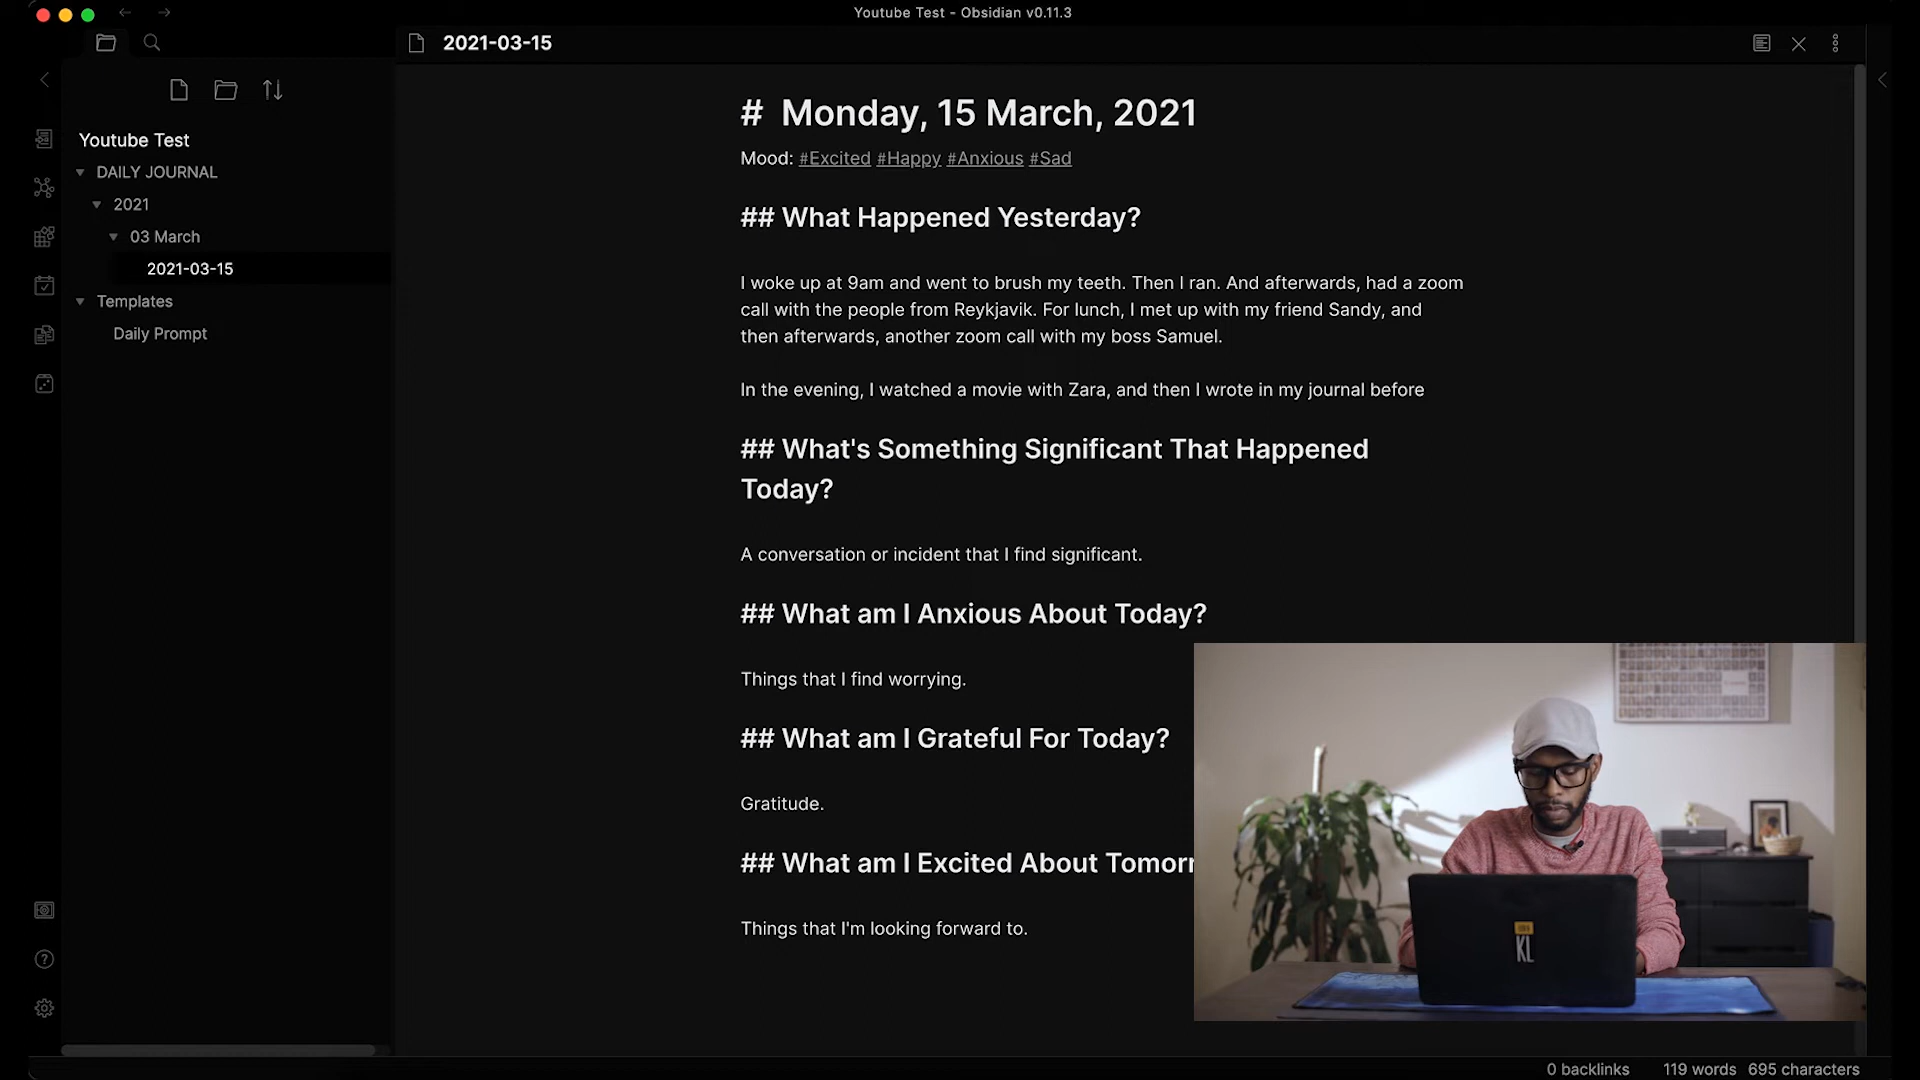 Youtube Test - Obsidian v0.11.3
2021-03-15
Youtube Test
DAILY JOURNAL
2021
03 March
2021-03-15
Templates
Daily Prompt
# Monday, 15 March, 2021
Mood: #Excited #Happy #Anxious #Sad
## What Happened Yesterday?
I woke up at 9am and went to brush my teeth. Then I ran. And afterwards, had a zoom
call with the people from Reykjavik. For lunch, I met up with my friend Sandy, and
then afterwards, another zoom call with my boss Samuel.
In the evening, I watched a movie with Zara, and then I wrote in my journal before
## What's Something Significant That Happened
Today?
A conversation or incident that I find significant.
## What am I Anxious About Today?
Things that I find worrying.
## What am I Grateful For Today?
Gratitude.
## What am I Excited About Tomorr
Things that I'm looking forward to.
KL
0 backlinks 119 words 695 characters